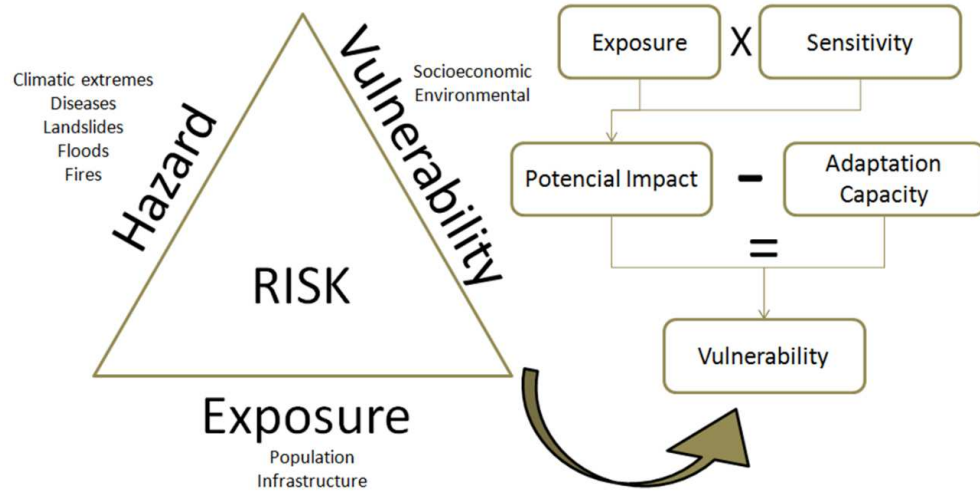 Climatic extremes
Diseases
Landslides
Floods
Fires
Hazard
Vulnerability
Socioeconomic
Environmental
RISK
Exposure
Population
Infrastructure
Exposure X Sensitivity
Potencial Impact - Adaptation
Capacity
=
Vulnerability